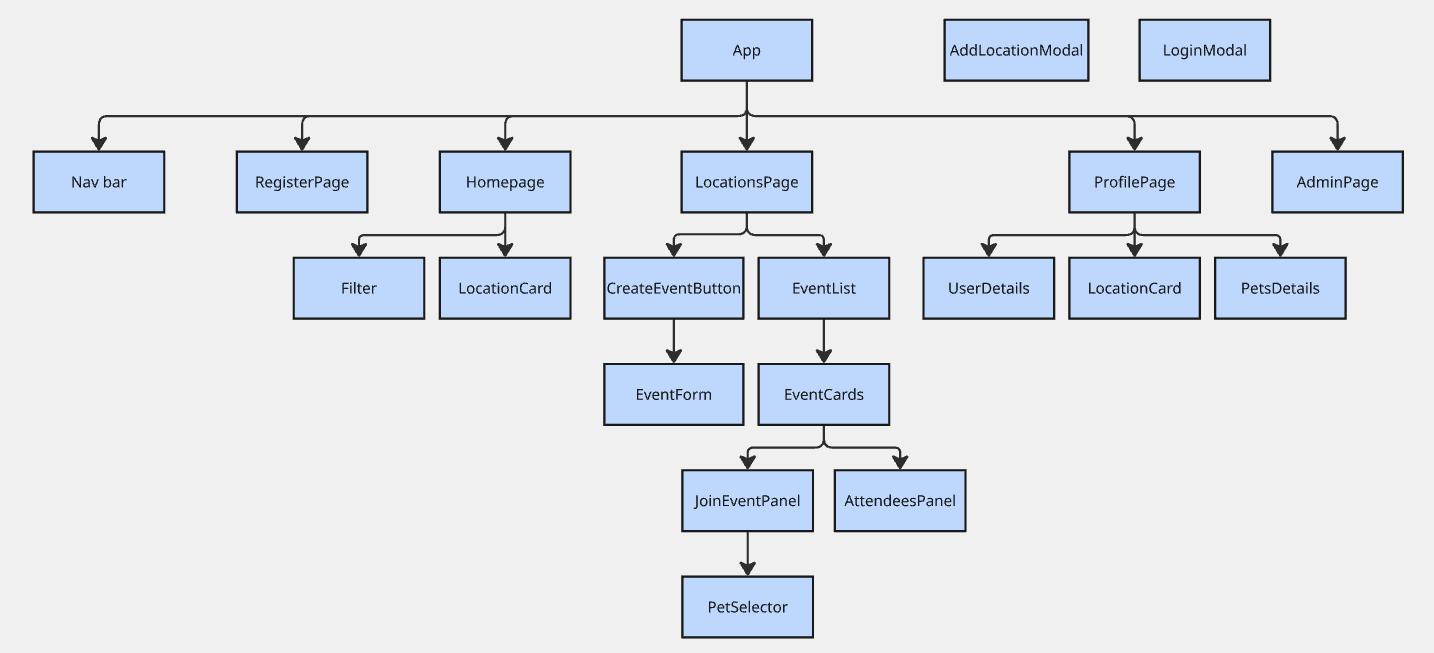 App
AddLocationModal
LoginModal
Nav bar
RegisterPage
Homepage
LocationsPage
ProfilePage
AdminPage
Filter
LocationCard
CreateEventButton
EventList
UserDetails
LocationCard
PetsDetails
EventForm
EventCards
JoinEventPanel
AttendeesPanel
PetSelector